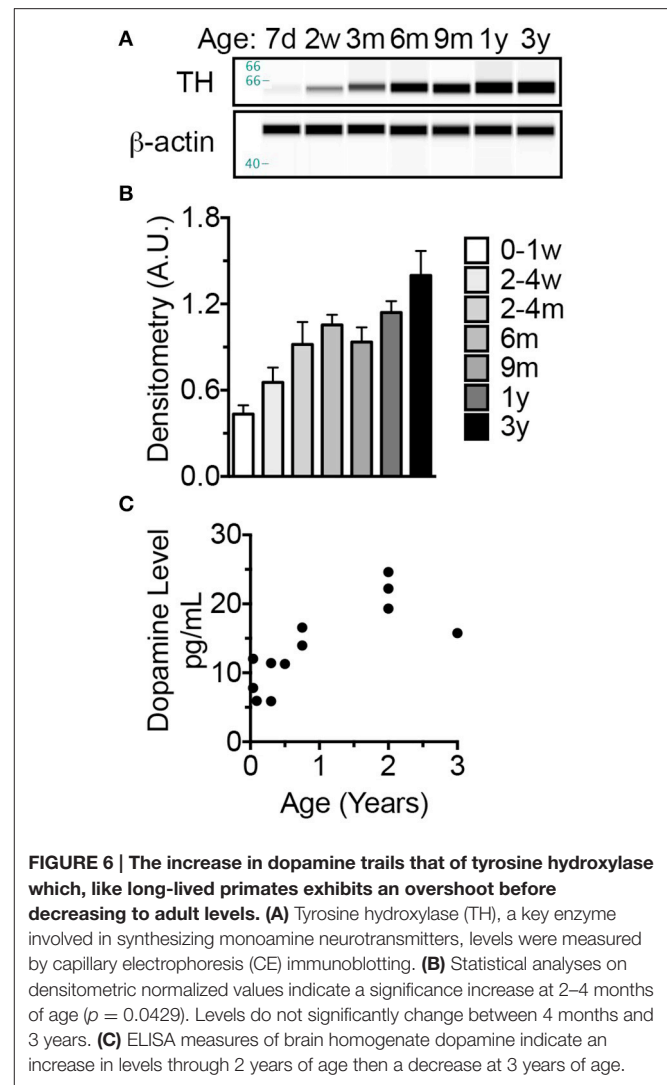 A
Age: 7d 2w 3m 6m 9m 1y 3y
66
66
TH
β-actin
40
B
1.8
1.2
0.6
0.0
Densitometry (A.U.)
0-1w
2-4w
2-4m
6m
9m
1y
3y
C
30
20
10
0
Dopamine Level
pg/mL
0 1 2 3
Age (Years)
FIGURE 6 | The increase in dopamine trails that of tyrosine hydroxylase
which, like long-lived primates exhibits an overshoot before
decreasing to adult levels. (A) Tyrosine hydroxylase (TH), a key enzyme
involved in synthesizing monoamine neurotransmitters, levels were measured
by capillary electrophoresis (CE) immunoblotting. (B) Statistical analyses on
densitometric normalized values indicate a significance increase at 2–4 months
of age (p = 0.0429). Levels do not significantly change between 4 months and
3 years. (C) ELISA measures of brain homogenate dopamine indicate an
increase in levels through 2 years of age then a decrease at 3 years of age.